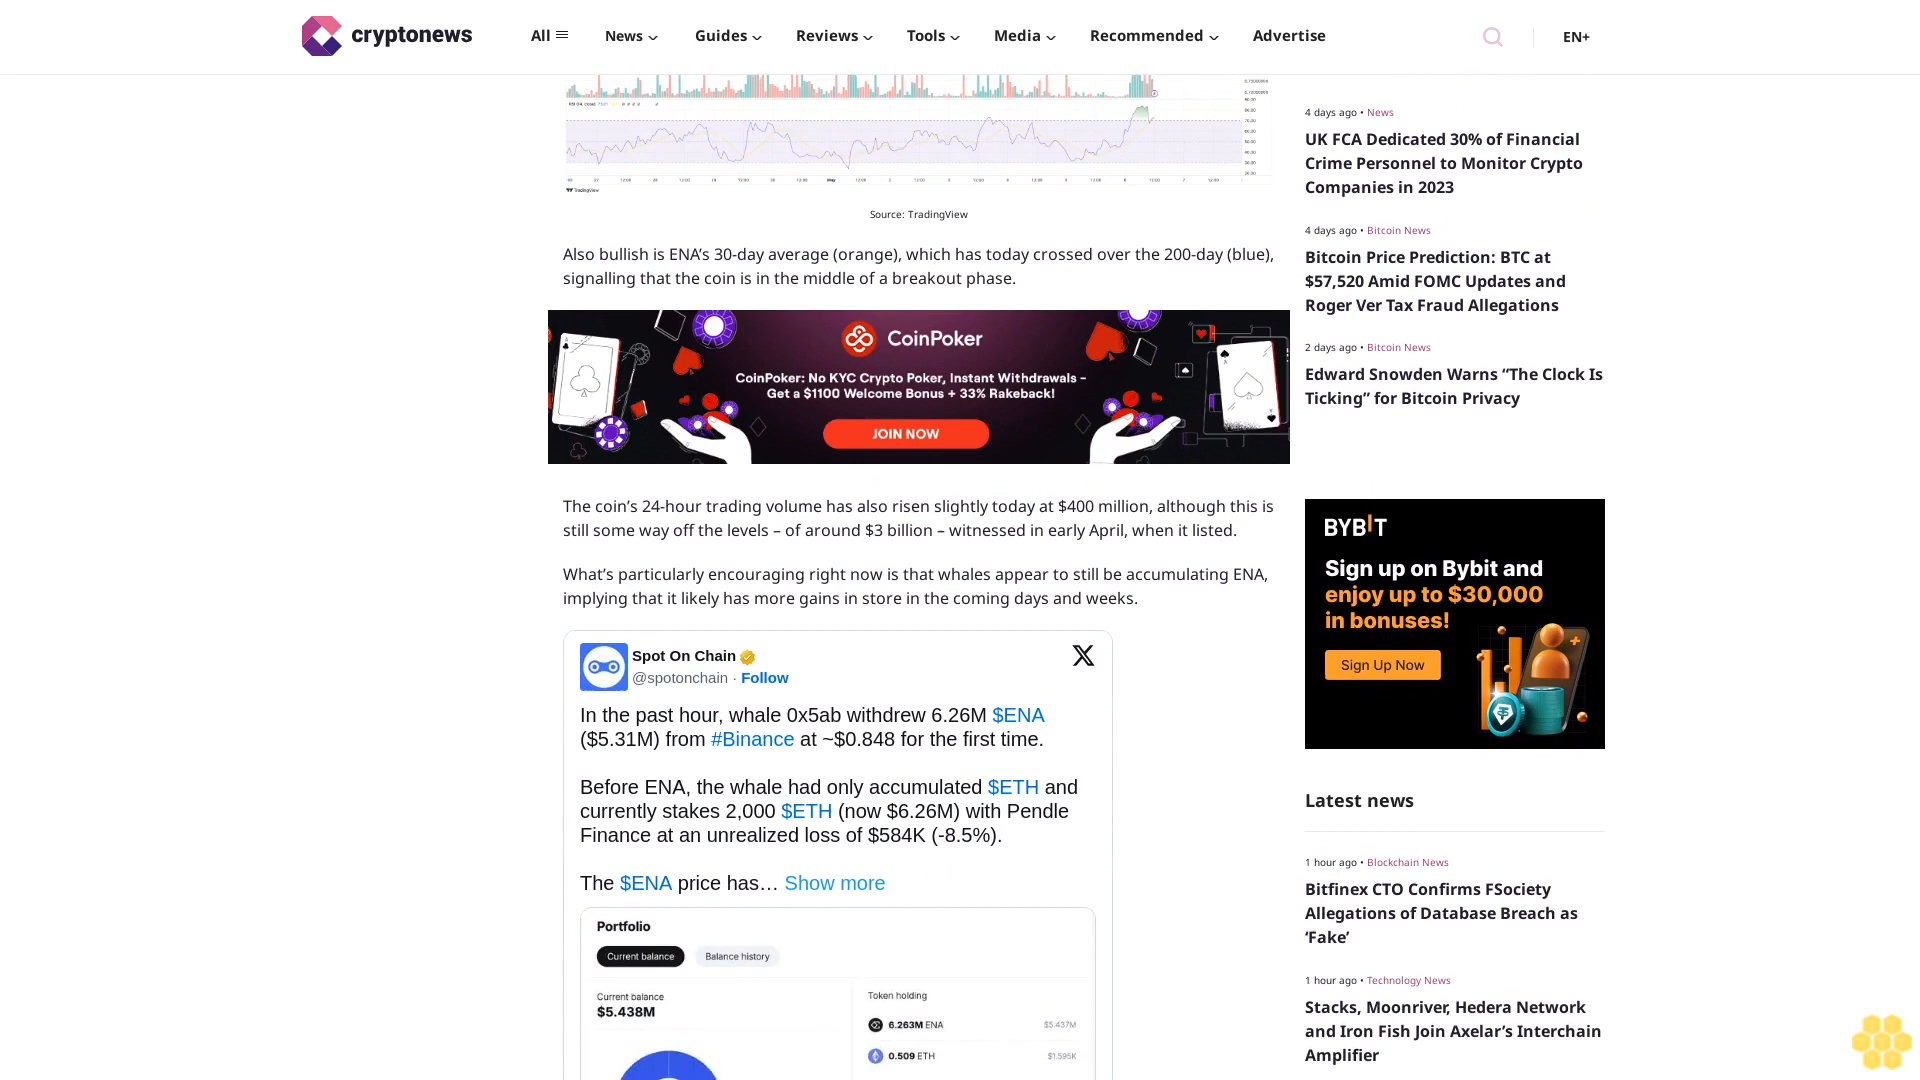 cryptonews
All
News
Guides
Reviews
Tools
Media
Recommended
Advertise
EN+
TradingView
Source: TradingView
Also bullish is ENA’s 30-day average (orange), which has today crossed over the 200-day (blue),
signalling that the coin is in the middle of a breakout phase.
CoinPoker
CoinPoker: No KYC Crypto Poker, Instant Withdrawals -
Get a $1100 Welcome Bonus + 33% Rakeback!
JOIN NOW
The coin’s 24-hour trading volume has also risen slightly today at $400 million, although this is
still some way off the levels – of around $3 billion – witnessed in early April, when it listed.
What’s particularly encouraging right now is that whales appear to still be accumulating ENA,
implying that it likely has more gains in store in the coming days and weeks.
Spot On Chain
@spotonchain · Follow
In the past hour, whale 0x5ab withdrew 6.26M $ENA
($5.31M) from #Binance at ~$0.848 for the first time.
Before ENA, the whale had only accumulated $ETH and
currently stakes 2,000 $ETH (now $6.26M) with Pendle
Finance at an unrealized loss of $584K (-8.5%).
The $ENA price has… Show more
Portfolio
Current balance
Balance history
Current balance
$5.438M
Token holding
6.263M ENA
$5.437M
0.509 ETH
$1.595K
4 days ago • News
UK FCA Dedicated 30% of Financial
Crime Personnel to Monitor Crypto
Companies in 2023
4 days ago • Bitcoin News
Bitcoin Price Prediction: BTC at
$57,520 Amid FOMC Updates and
Roger Ver Tax Fraud Allegations
2 days ago • Bitcoin News
Edward Snowden Warns “The Clock Is
Ticking” for Bitcoin Privacy
BYBIT
Sign up on Bybit and
enjoy up to $30,000
in bonuses!
Sign Up Now
Latest news
1 hour ago • Blockchain News
Bitfinex CTO Confirms FSociety
Allegations of Database Breach as
‘Fake’
1 hour ago • Technology News
Stacks, Moonriver, Hedera Network
and Iron Fish Join Axelar’s Interchain
Amplifier